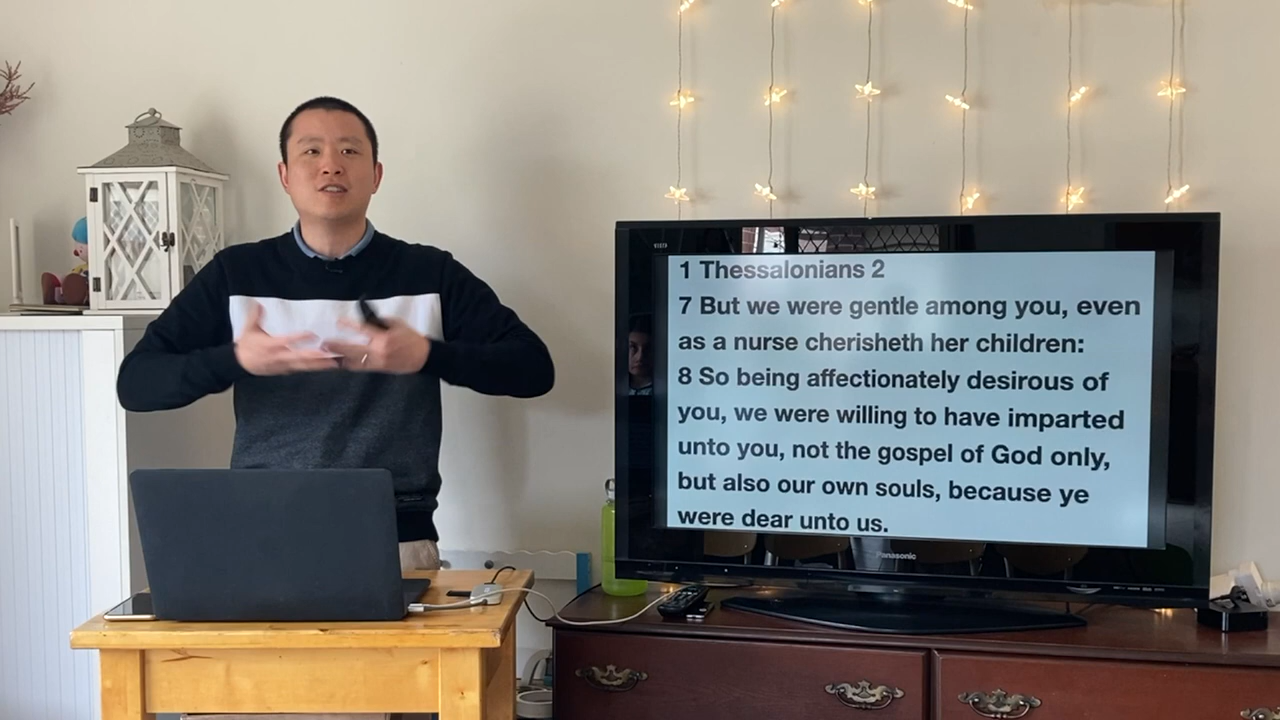 1 Thessalonians 2
7 But we were gentle among you, even
as a nurse cherisheth her children:
8 So being affectionately desirous of
you, we were willing to have imparted
unto you, not the gospel of God only,
but also our own souls, because ye
were dear unto us.
Panasonic